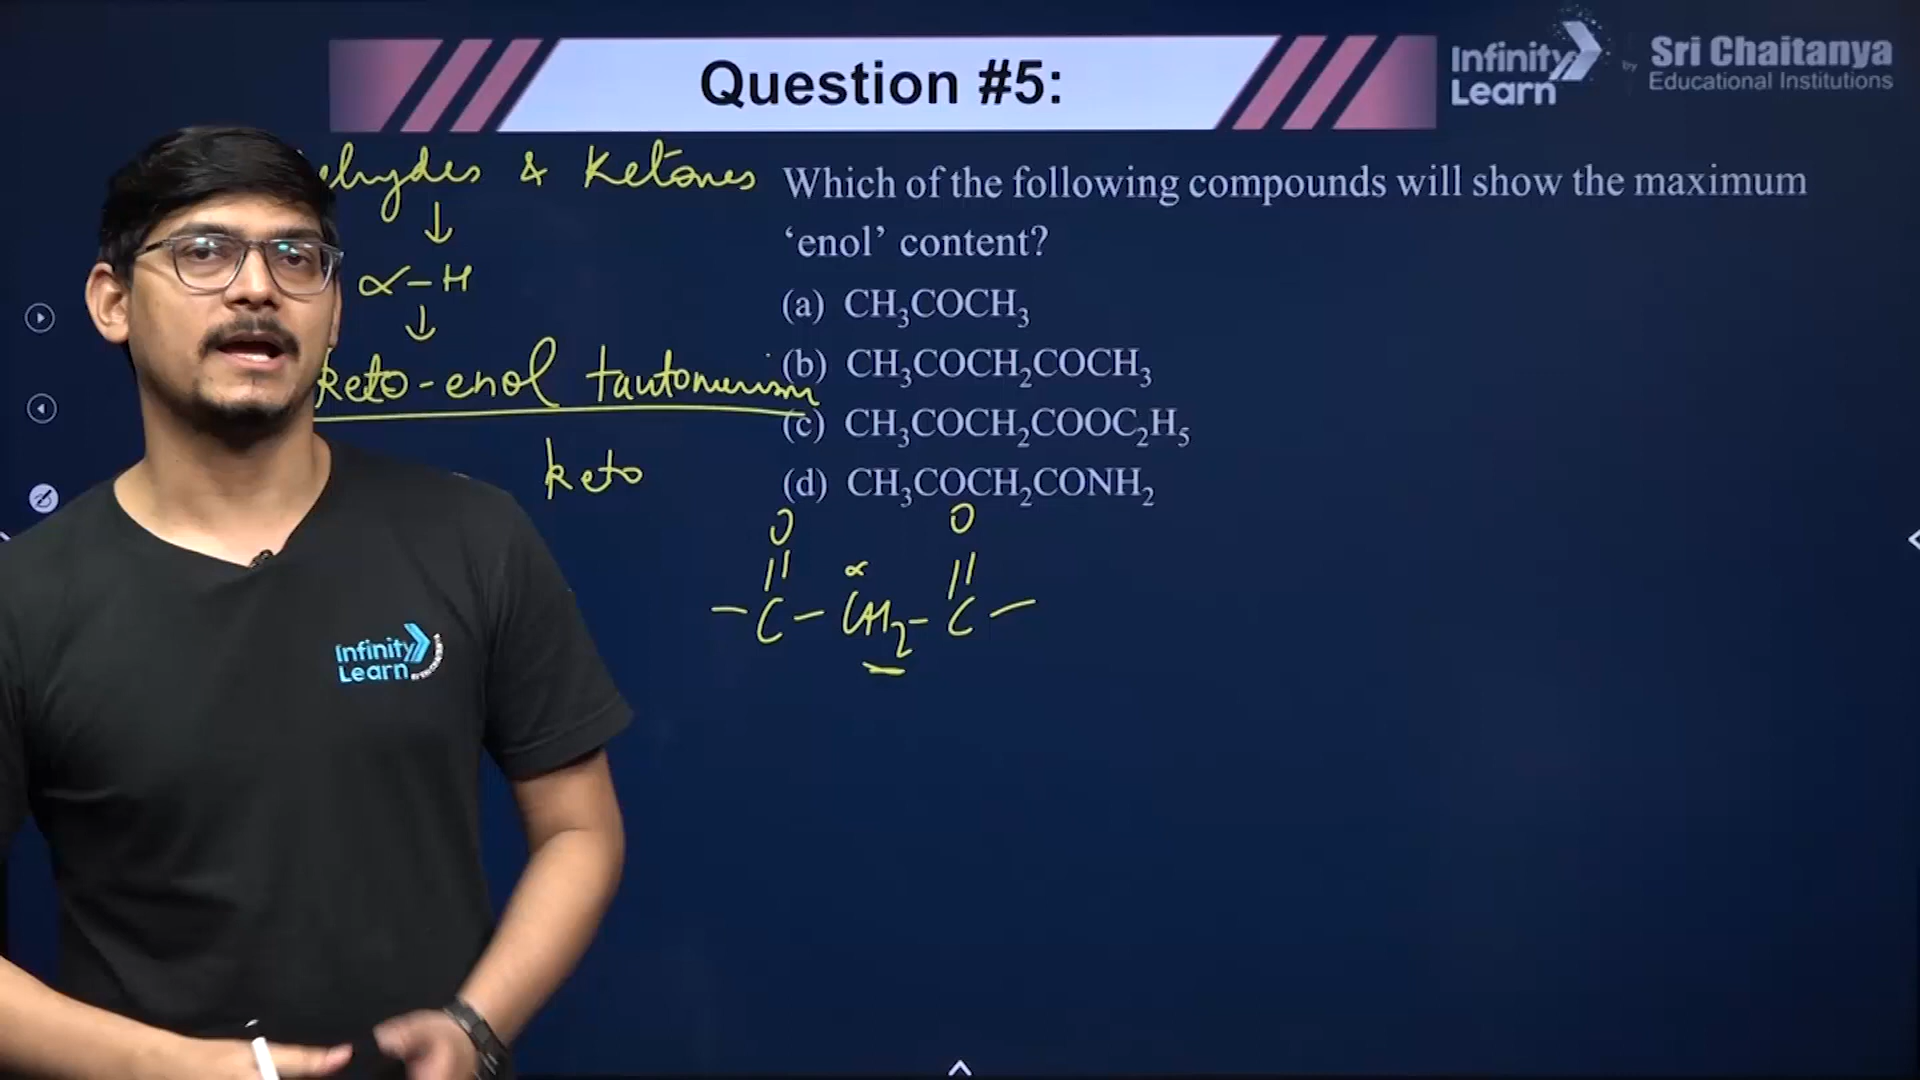 Question #5:
Infinity Learn by Sri Chaitanya Educational Institutions
ehydes & Ketones
↓
α-H
↓
keto-enol tautomerism
keto
Which of the following compounds will show the maximum
‘enol’ content?
(a) CH₃COCH₃
(b) CH₃COCH₂COCH₃
(c) CH₃COCH₂COOC₂H₅
(d) CH₃COCH₂CONH₂
O O
|| α ||
– C – CH₂ – C –
Infinity
Learn